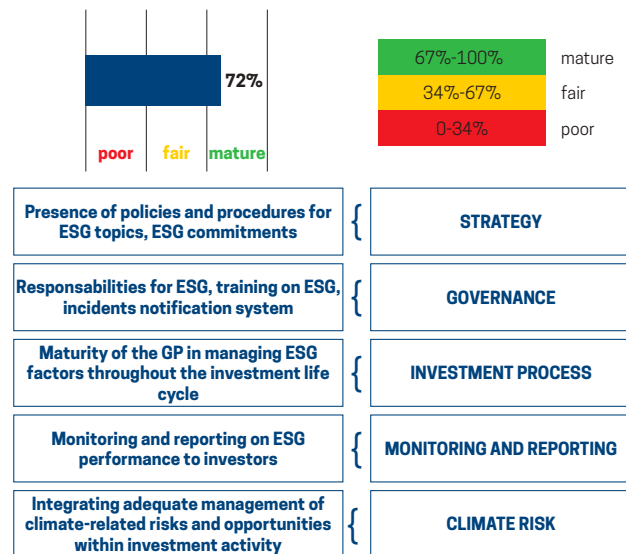 72%
poor fair mature
67%-100% mature
34%-67% fair
0-34% poor
Presence of policies and procedures for
ESG topics, ESG commitments
{ STRATEGY
Responsabilities for ESG, training on ESG,
incidents notification system
{ GOVERNANCE
Maturity of the GP in managing ESG
factors throughout the investment life
cycle
{ INVESTMENT PROCESS
Monitoring and reporting on ESG
performance to investors
{ MONITORING AND REPORTING
Integrating adequate management of
climate-related risks and opportunities
within investment activity
{ CLIMATE RISK